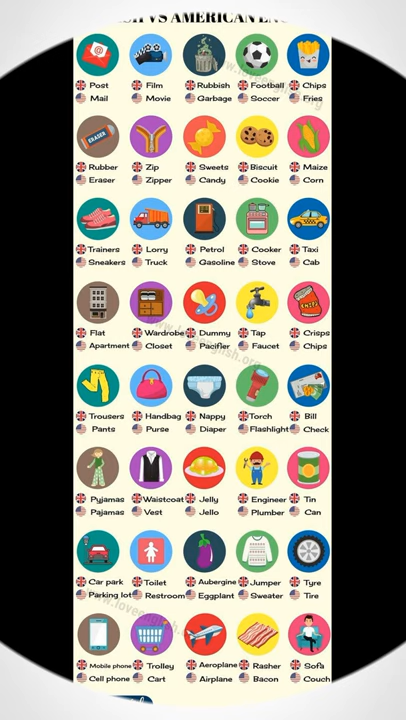 VS AMERICAN
Post Film Rubbish Football Chips
Mail Movie Garbage Soccer Fries
ERASER
Rubber Zip Sweets Biscuit Maize
Eraser Zipper Candy Cookie Corn
Trainers Lorry Petrol Cooker Taxi
Sneakers Truck Gasoline Stove Cab
Flat Wardrobe Dummy Tap Crisps
Apartment Closet Pacifier Faucet Chips
Trousers Handbag Nappy Torch Bill
Pants Purse Diaper Flashlight Check
Pyjamas Waistcoat Jelly Engineer Tin
Pajamas Vest Jello Plumber Can
Car park Toilet Aubergine Jumper Tyre
Parking lot Restroom Eggplant Sweater Tire
Mobile phone Trolley Aeroplane Rasher Sofa
Cell phone Cart Airplane Bacon Couch